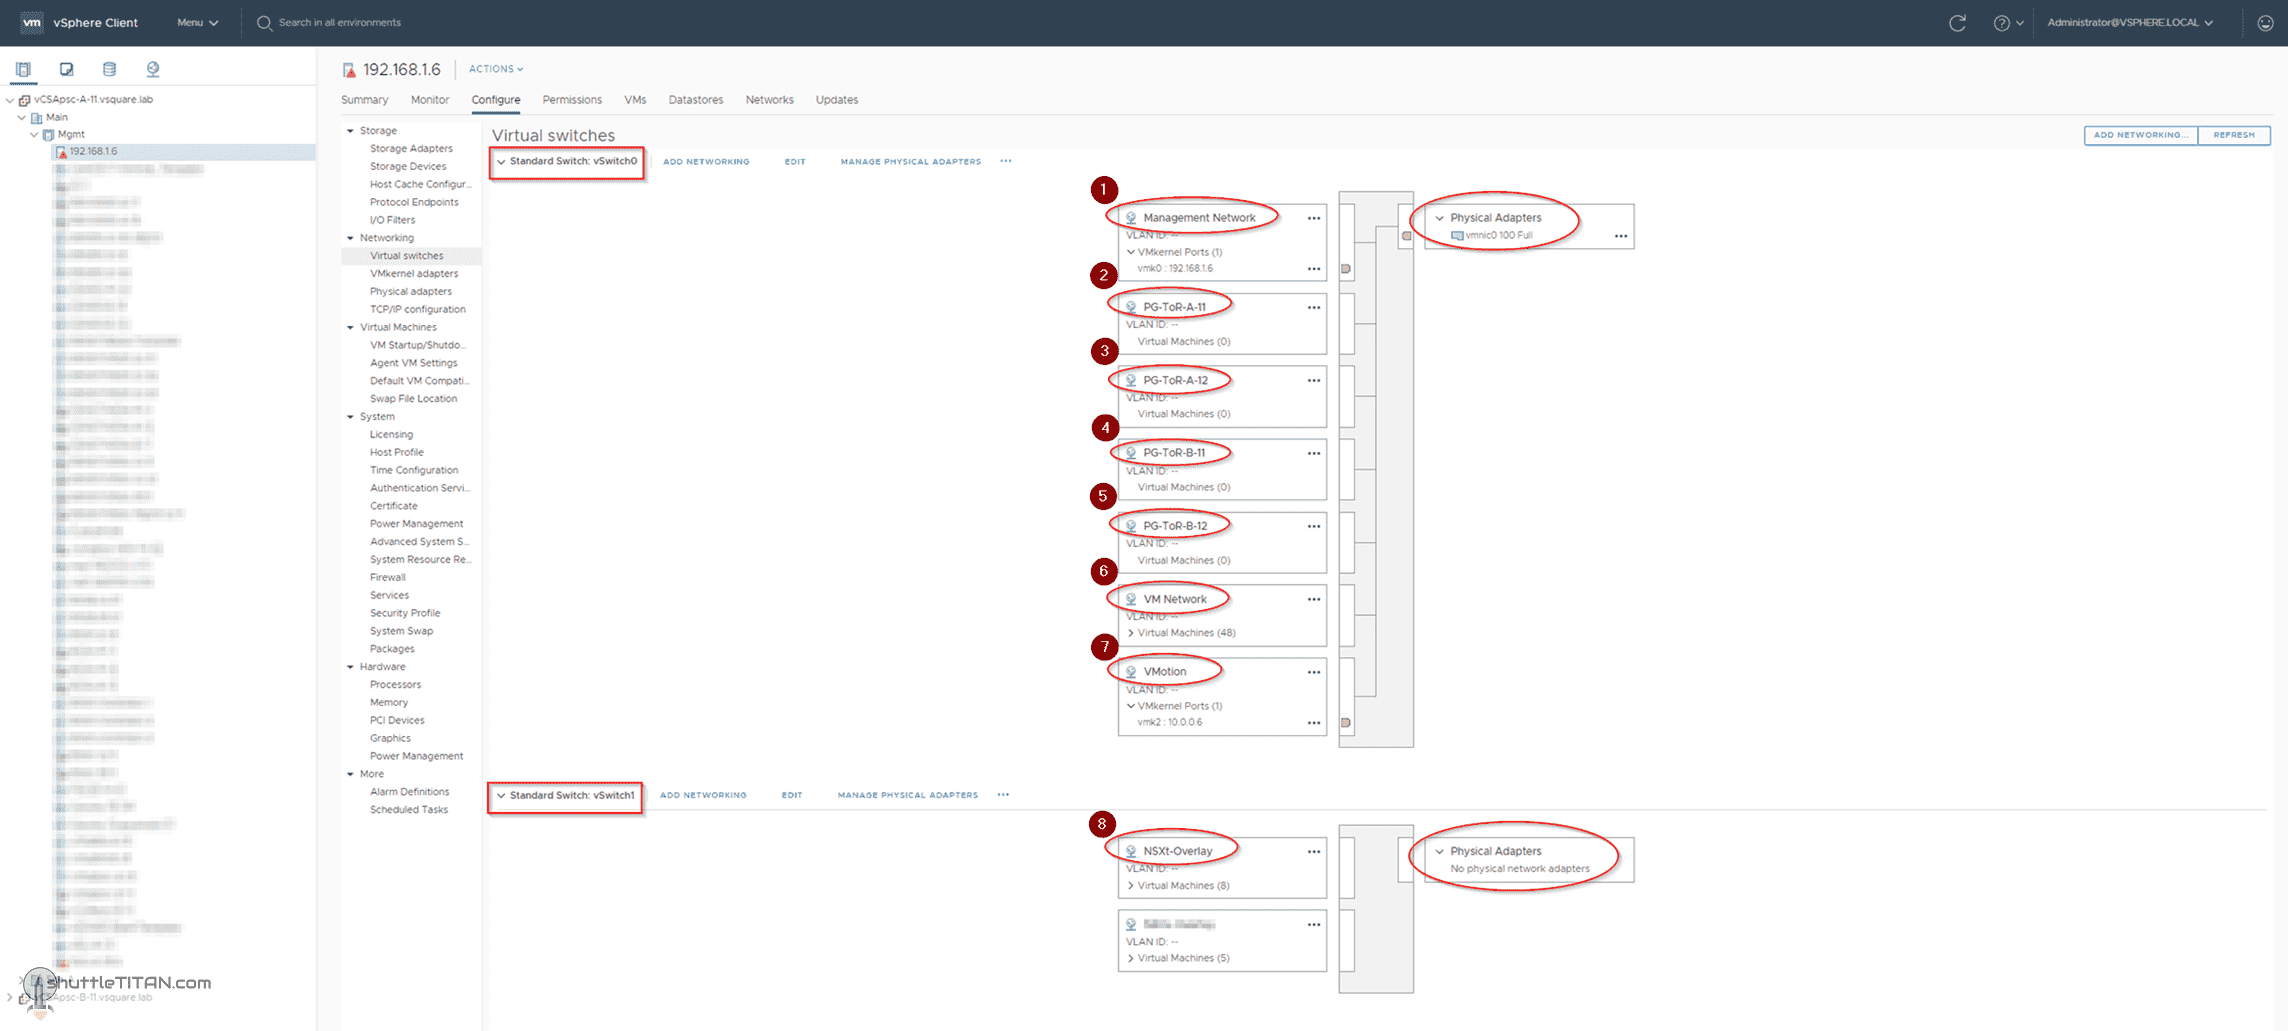 vm vSphere Client Menu Search in all environments Administrator@VSPHERE.LOCAL
vCSApsc-A-11.vsquare.lab
Main
Mgmt
192.168.1.6
shuttleTITAN.com
vCSApsc-B-11.vsquare.lab
192.168.1.6 ACTIONS
Summary Monitor Configure Permissions VMs Datastores Networks Updates
Storage
Storage Adapters
Storage Devices
Host Cache Configur...
Protocol Endpoints
I/O Filters
Networking
Virtual switches
VMkernel adapters
Physical adapters
TCP/IP configuration
Virtual Machines
VM Startup/Shutdo...
Agent VM Settings
Default VM Compati...
Swap File Location
System
Licensing
Host Profile
Time Configuration
Authentication Servi...
Certificate
Power Management
Advanced System S...
System Resource Re...
Firewall
Services
Security Profile
System Swap
Packages
Hardware
Processors
Memory
PCI Devices
Graphics
Power Management
More
Alarm Definitions
Scheduled Tasks
Virtual switches
ADD NETWORKING... REFRESH
Standard Switch: vSwitch0 ADD NETWORKING EDIT MANAGE PHYSICAL ADAPTERS ...
1
Management Network ...
VLAN ID: --
VMkernel Ports (1)
vmk0 : 192.168.1.6 ...
Physical Adapters
vmnic0 100 Full ...
2
PG-ToR-A-11 ...
VLAN ID: --
Virtual Machines (0)
3
PG-ToR-A-12 ...
VLAN ID: --
Virtual Machines (0)
4
PG-ToR-B-11 ...
VLAN ID: --
Virtual Machines (0)
5
PG-ToR-B-12 ...
VLAN ID: --
Virtual Machines (0)
6
VM Network ...
VLAN ID: --
Virtual Machines (48)
7
VMotion ...
VLAN ID: --
VMkernel Ports (1)
vmk2 : 10.0.0.6 ...
Standard Switch: vSwitch1 ADD NETWORKING EDIT MANAGE PHYSICAL ADAPTERS ...
8
NSXt-Overlay ...
VLAN ID: --
Virtual Machines (8)
Physical Adapters
No physical network adapters
...
VLAN ID: --
Virtual Machines (5)